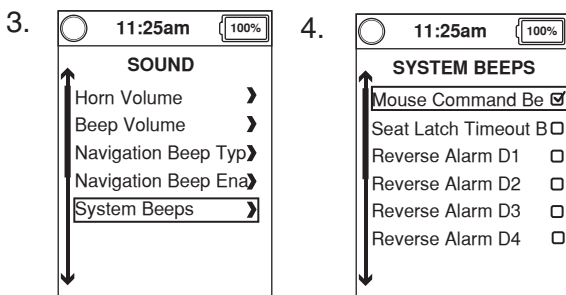 3.
11:25am 100%
SOUND
Horn Volume
Beep Volume
Navigation Beep Typ
Navigation Beep Ena
System Beeps
4.
11:25am 100%
SYSTEM BEEPS
Mouse Command Be
Seat Latch Timeout B
Reverse Alarm D1
Reverse Alarm D2
Reverse Alarm D3
Reverse Alarm D4